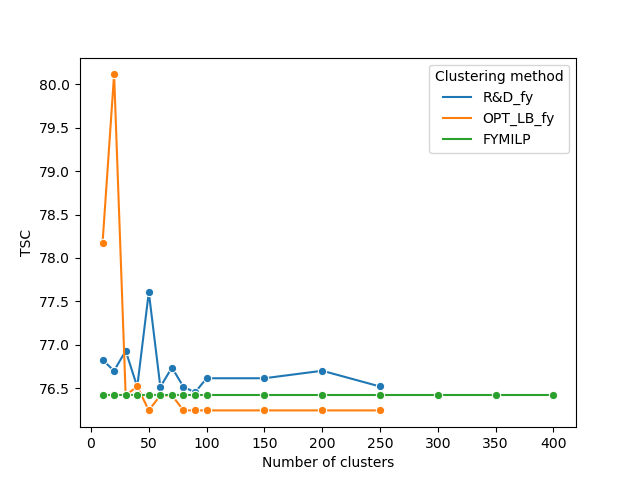 Clustering method
R&D_fy
OPT_LB_fy
FYMILP
TSC
80.0
79.5
79.0
78.5
78.0
77.5
77.0
76.5
0 50 100 150 200 250 300 350 400
Number of clusters